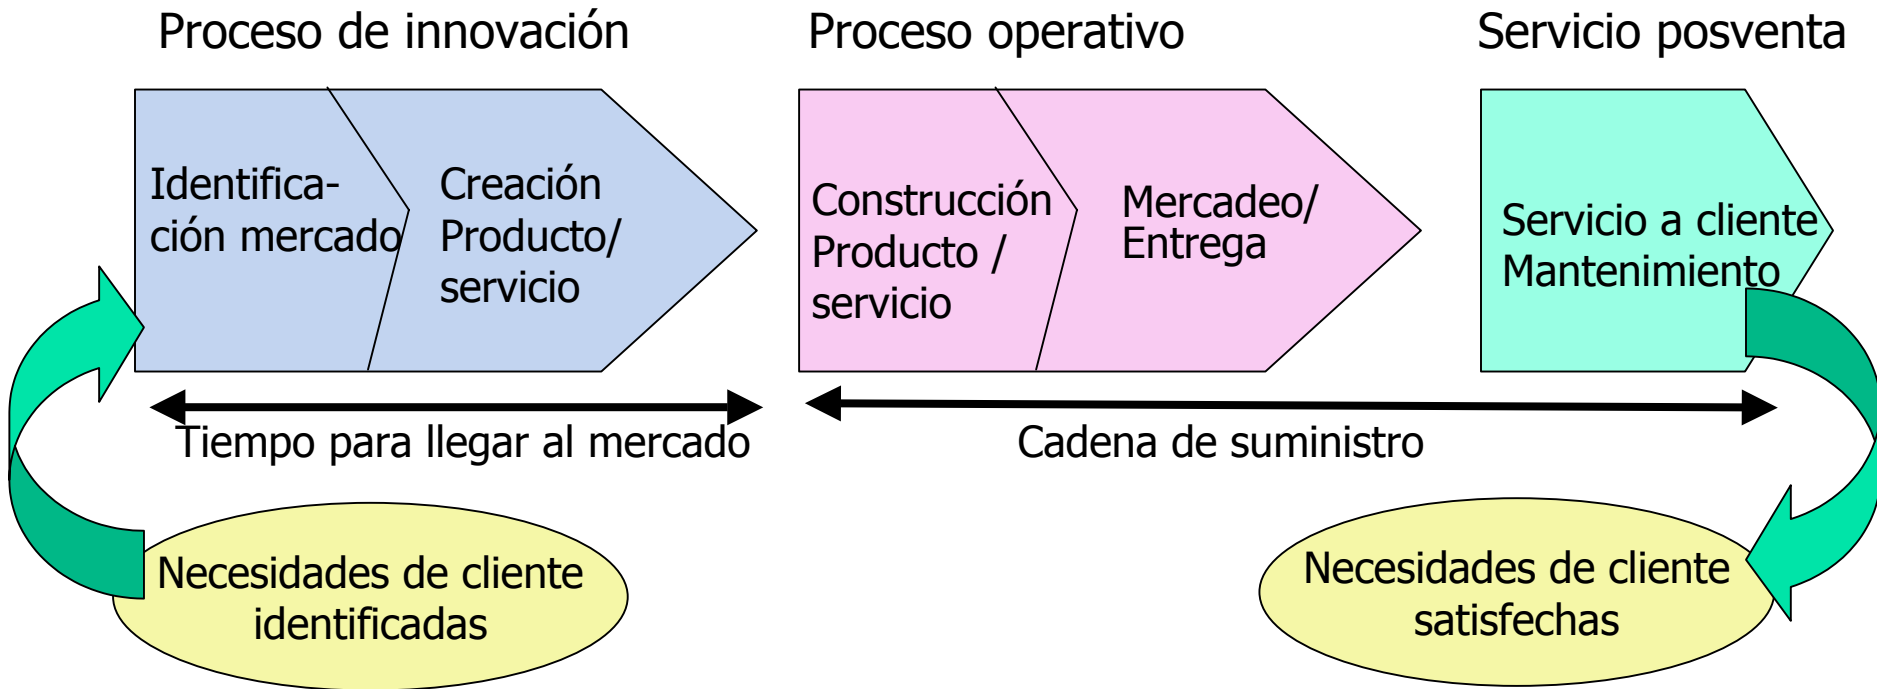 Proceso de innovación
Proceso operativo
Servicio posventa
Identifica-
ción mercado
Creación
Producto/
servicio
Construcción
Producto /
servicio
Mercadeo/
Entrega
Servicio a cliente
Mantenimiento
Tiempo para llegar al mercado
Cadena de suministro
Necesidades de cliente
identificadas
Necesidades de cliente
satisfechas